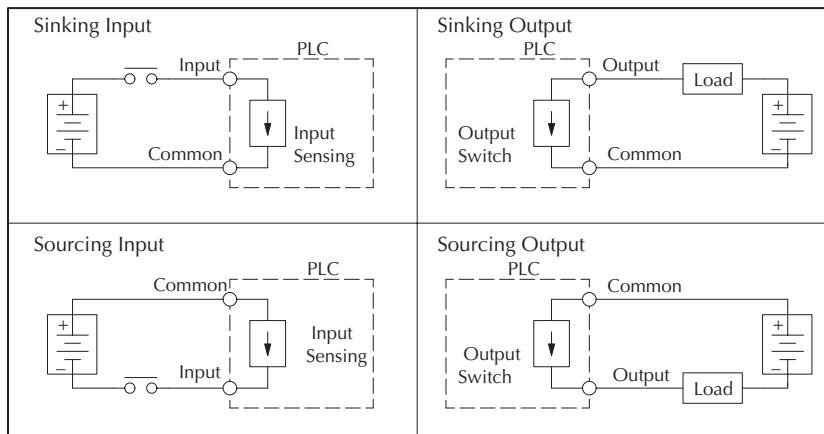 Sinking Input
PLC
Input
+
−
Input
Sensing
Common
Sinking Output
PLC
Output
Load
+
−
Output
Switch
Common
Sourcing Input
PLC
Common
+
−
Input
Sensing
Input
Sourcing Output
PLC
Common
+
−
Output
Switch
Output
Load